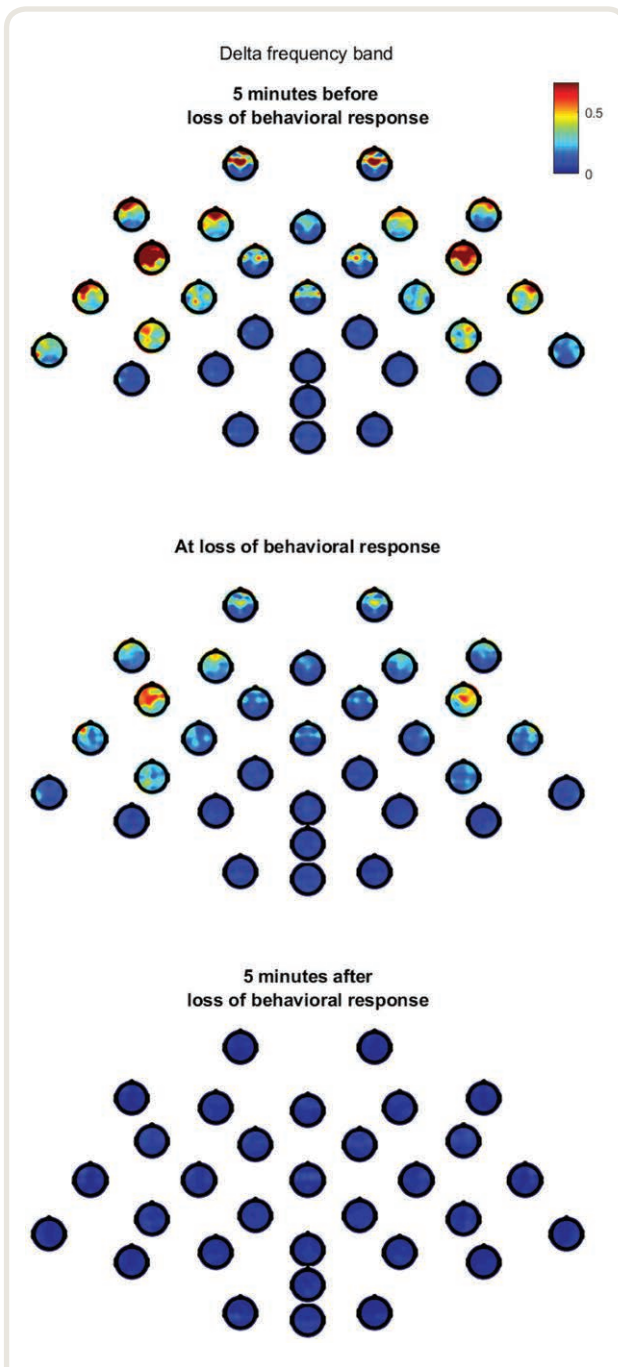 Delta frequency band
5 minutes before
loss of behavioral response
0.5
0
At loss of behavioral response
5 minutes after
loss of behavioral response